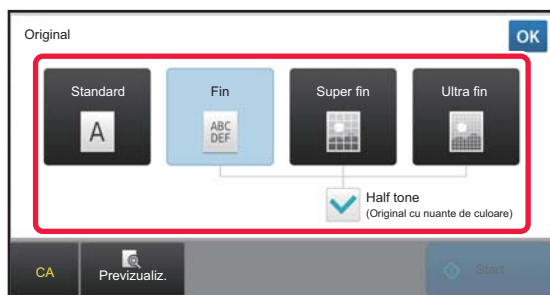 Original
OK
Standard
Fin
Super fin
Ultra fin
A
ABC
DEF
Half tone
(Original cu nuante de culoare)
CA
Previzualiz.
Start